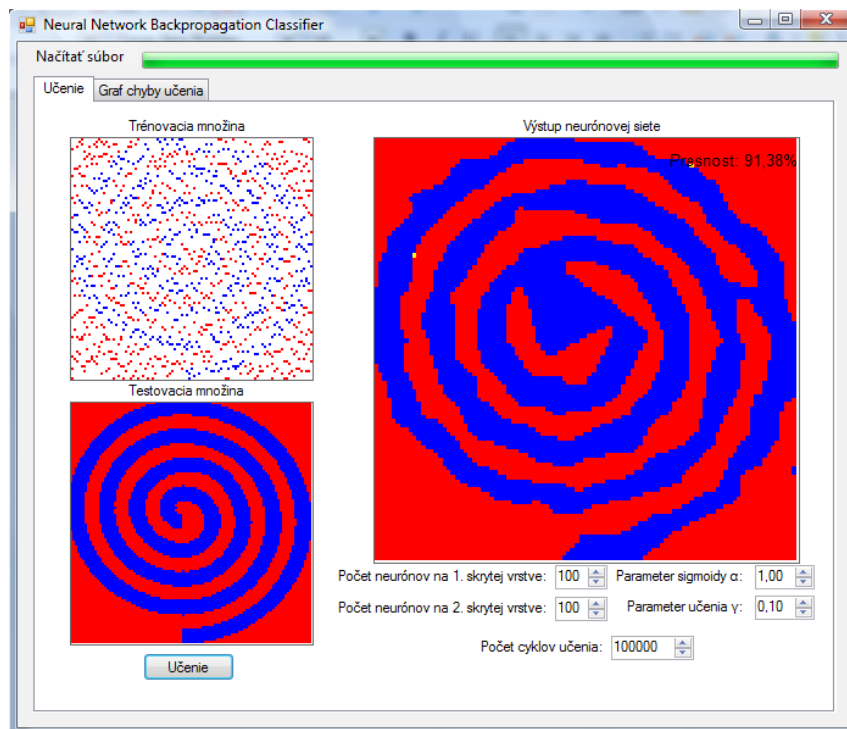 Neural Network Backpropagation Classifier
Načítať súbor
Učenie
Graf chyby učenia
Trénovacia množina
Výstup neurónovej siete
Presnost: 91,38%
Testovacia množina
Počet neurónov na 1. skrytej vrstve: 100 Parameter sigmoidy α: 1,00
Počet neurónov na 2. skrytej vrstve: 100 Parameter učenia γ: 0,10
Počet cyklov učenia: 100000
Učenie